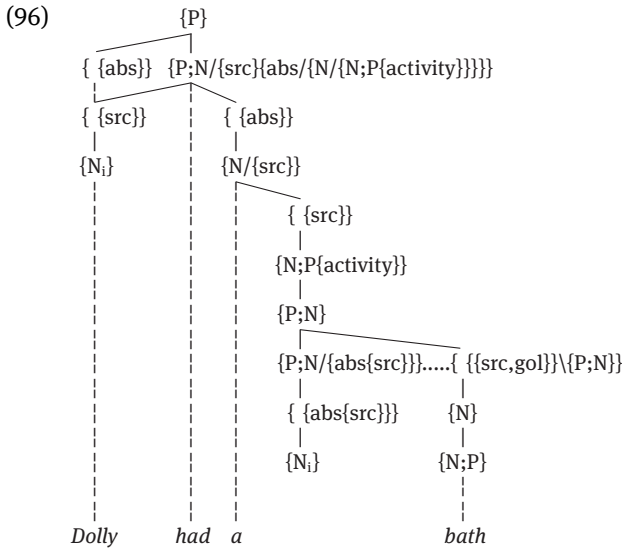 (96) {P}
{ {abs}} {P;N/{src}{abs/{N/{N;P{activity}}}}}
{ {src}} { {abs}}
{Nᵢ} {N/{src}}
{ {src}}
{N;P{activity}}
{P;N}
{P;N/{abs{src}}}.....{ {{src,gol}}\{P;N}}
{ {abs{src}}} {N}
{Nᵢ} {N;P}
Dolly had a bath